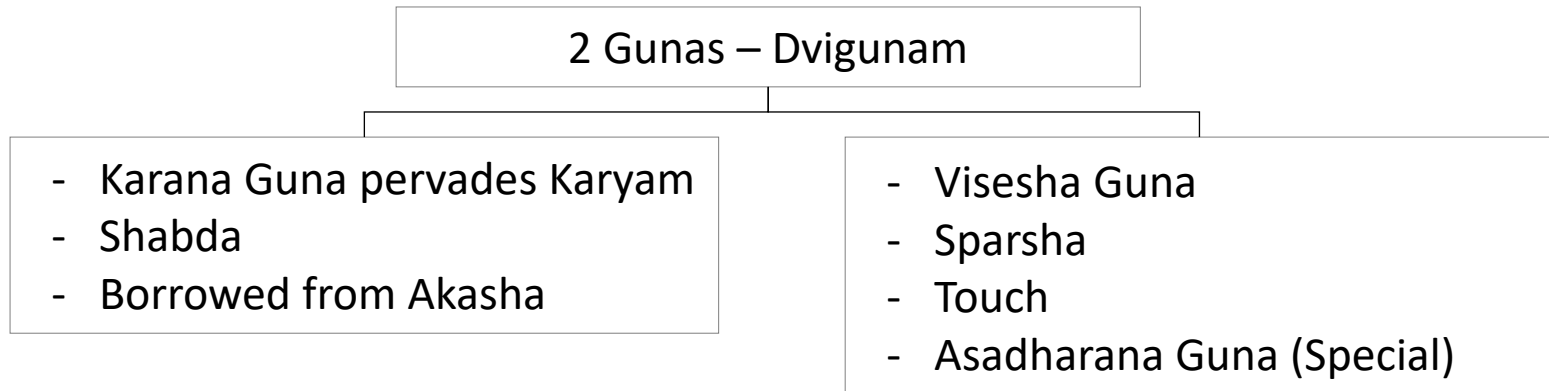 2 Gunas – Dvigunam
- Karana Guna pervades Karyam
- Shabda
- Borrowed from Akasha
- Visesha Guna
- Sparsha
- Touch
- Asadharana Guna (Special)